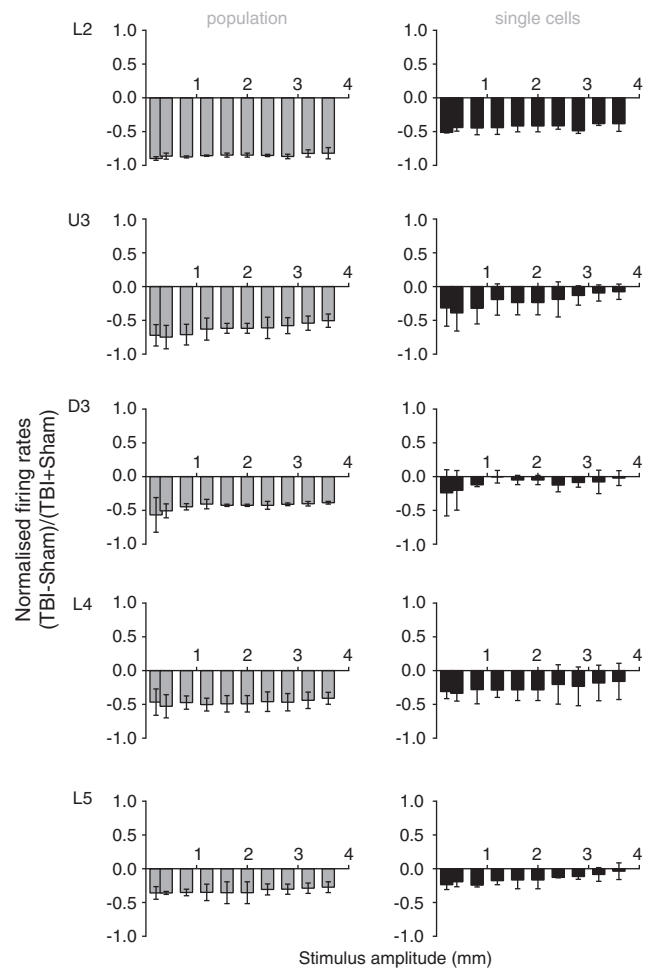 population single cells
L2
1.0 1.0
0.5 0.5
1 2 3 4 1 2 3 4
0.0 0.0
-0.5 -0.5
-1.0 -1.0
U3
1.0 1.0
0.5 0.5
1 2 3 4 1 2 3 4
0.0 0.0
-0.5 -0.5
-1.0 -1.0
D3
1.0 1.0
0.5 0.5
1 2 3 4 1 2 3 4
0.0 0.0
-0.5 -0.5
-1.0 -1.0
L4
1.0 1.0
0.5 0.5
1 2 3 4 1 2 3 4
0.0 0.0
-0.5 -0.5
-1.0 -1.0
L5
1.0 1.0
0.5 0.5
1 2 3 4 1 2 3 4
0.0 0.0
-0.5 -0.5
-1.0 -1.0
Normalised firing rates
(TBI-Sham)/(TBI+Sham)
Stimulus amplitude (mm)